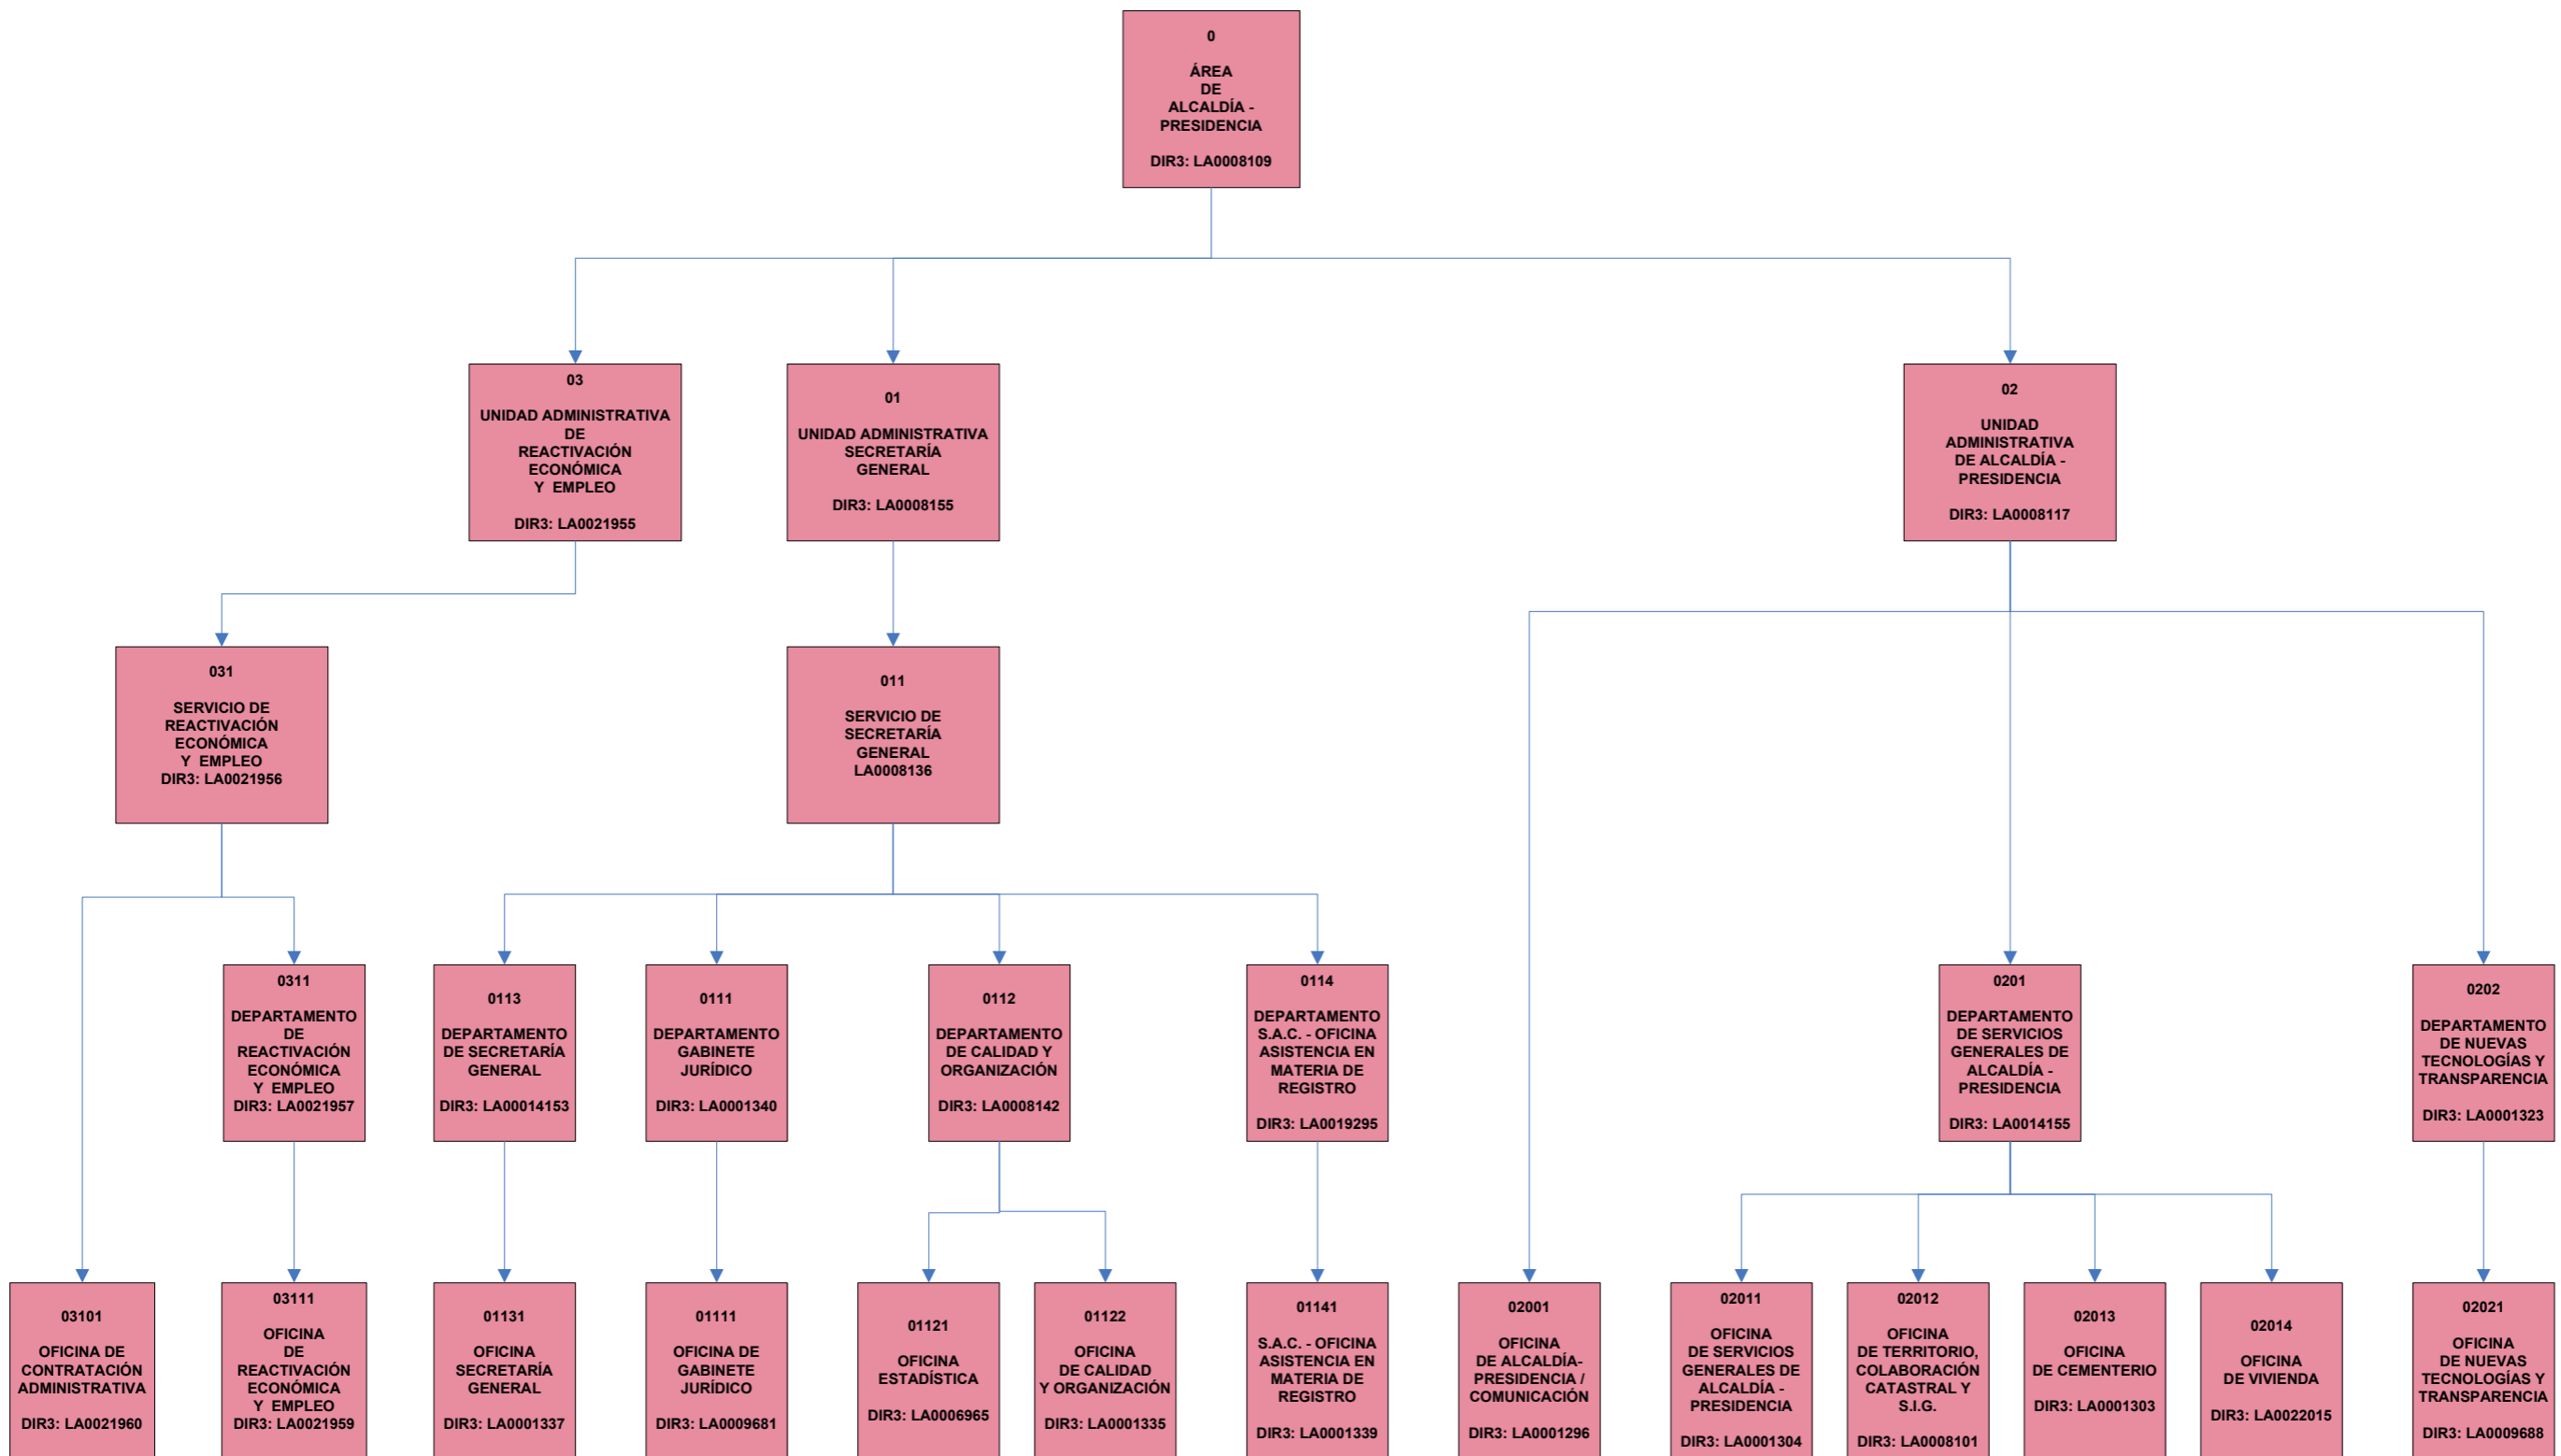 0
ÁREA
DE
ALCALDÍA -
PRESIDENCIA
DIR3: LA0008109
03
UNIDAD ADMINISTRATIVA
DE
REACTIVACIÓN
ECONÓMICA
Y EMPLEO
DIR3: LA0021955
01
UNIDAD ADMINISTRATIVA
SECRETARÍA
GENERAL
DIR3: LA0008155
02
UNIDAD
ADMINISTRATIVA
DE ALCALDÍA -
PRESIDENCIA
DIR3: LA0008117
031
SERVICIO DE
REACTIVACIÓN
ECONÓMICA
Y EMPLEO
DIR3: LA0021956
011
SERVICIO DE
SECRETARÍA
GENERAL
LA0008136
0311
DEPARTAMENTO
DE
REACTIVACIÓN
ECONÓMICA
Y EMPLEO
DIR3: LA0021957
0113
DEPARTAMENTO
DE SECRETARÍA
GENERAL
DIR3: LA00014153
0111
DEPARTAMENTO
GABINETE
JURÍDICO
DIR3: LA0001340
0112
DEPARTAMENTO
DE CALIDAD Y
ORGANIZACIÓN
DIR3: LA0008142
0114
DEPARTAMENTO
S.A.C. - OFICINA
ASISTENCIA EN
MATERIA DE
REGISTRO
DIR3: LA0019295
0201
DEPARTAMENTO
DE SERVICIOS
GENERALES DE
ALCALDÍA -
PRESIDENCIA
DIR3: LA0014155
0202
DEPARTAMENTO
DE NUEVAS
TECNOLOGÍAS Y
TRANSPARENCIA
DIR3: LA0001323
03101
OFICINA DE
CONTRATACIÓN
ADMINISTRATIVA
DIR3: LA0021960
03111
OFICINA
DE
REACTIVACIÓN
ECONÓMICA
Y EMPLEO
DIR3: LA0021959
01131
OFICINA
SECRETARÍA
GENERAL
DIR3: LA0001337
01111
OFICINA DE
GABINETE
JURÍDICO
DIR3: LA0009681
01121
OFICINA
ESTADÍSTICA
DIR3: LA0006965
01122
OFICINA
DE CALIDAD
Y ORGANIZACIÓN
DIR3: LA0001335
01141
S.A.C. - OFICINA
ASISTENCIA EN
MATERIA DE
REGISTRO
DIR3: LA0001339
02001
OFICINA
DE ALCALDÍA-
PRESIDENCIA /
COMUNICACIÓN
DIR3: LA0001296
02011
OFICINA
DE SERVICIOS
GENERALES DE
ALCALDÍA -
PRESIDENCIA
DIR3: LA0001304
02012
OFICINA
DE TERRITORIO,
COLABORACIÓN
CATASTRAL Y
S.I.G.
DIR3: LA0008101
02013
OFICINA
DE CEMENTERIO
DIR3: LA0001303
02014
OFICINA
DE VIVIENDA
DIR3: LA0022015
02021
OFICINA
DE NUEVAS
TECNOLOGÍAS Y
TRANSPARENCIA
DIR3: LA0009688